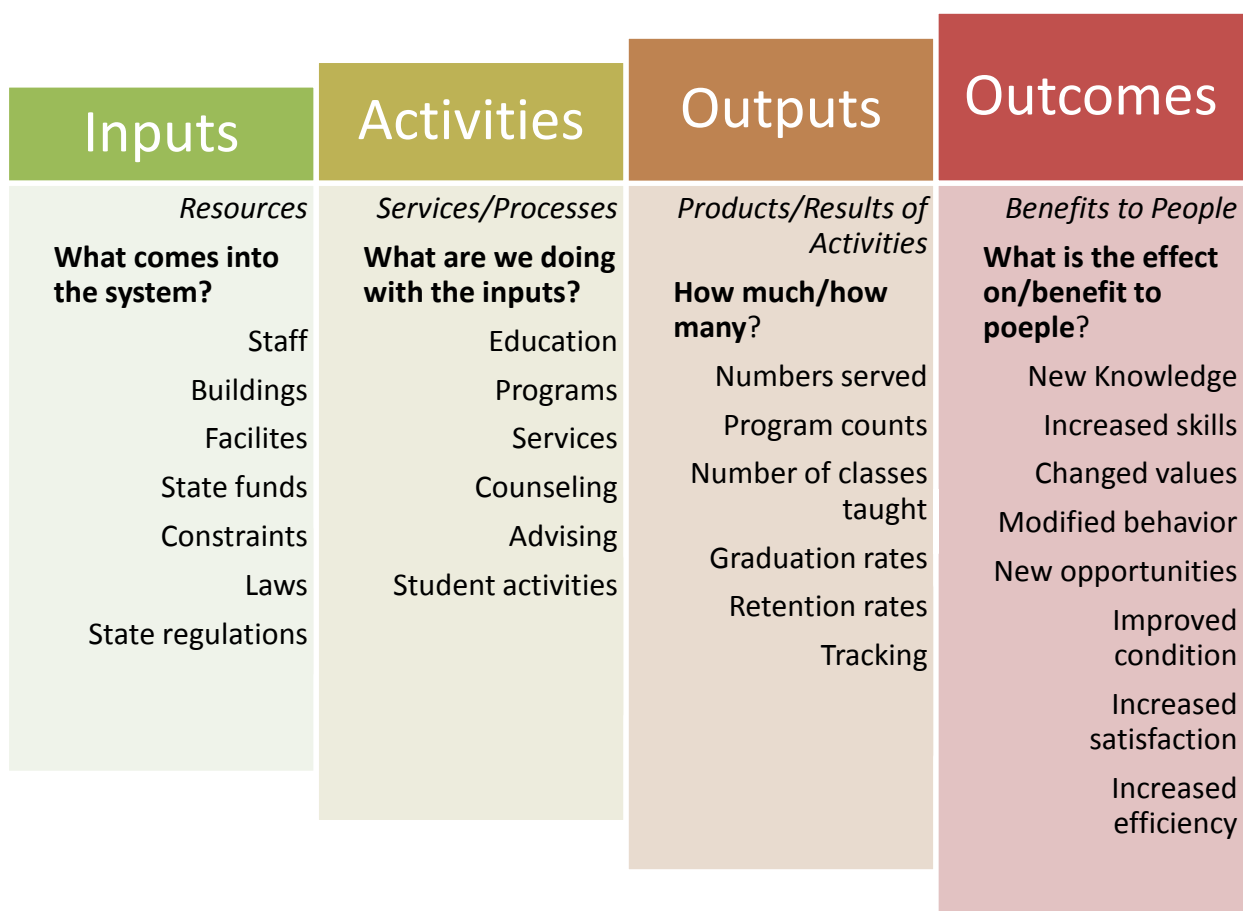 Inputs
Resources
What comes into
the system?
Staff
Buildings
Facilites
State funds
Constraints
Laws
State regulations
Activities
Services/Processes
What are we doing
with the inputs?
Education
Programs
Services
Counseling
Advising
Student activities
Outputs
Products/Results of
Activities
How much/how
many?
Numbers served
Program counts
Number of classes
taught
Graduation rates
Retention rates
Tracking
Outcomes
Benefits to People
What is the effect
on/benefit to
poeple?
New Knowledge
Increased skills
Changed values
Modified behavior
New opportunities
Improved
condition
Increased
satisfaction
Increased
efficiency